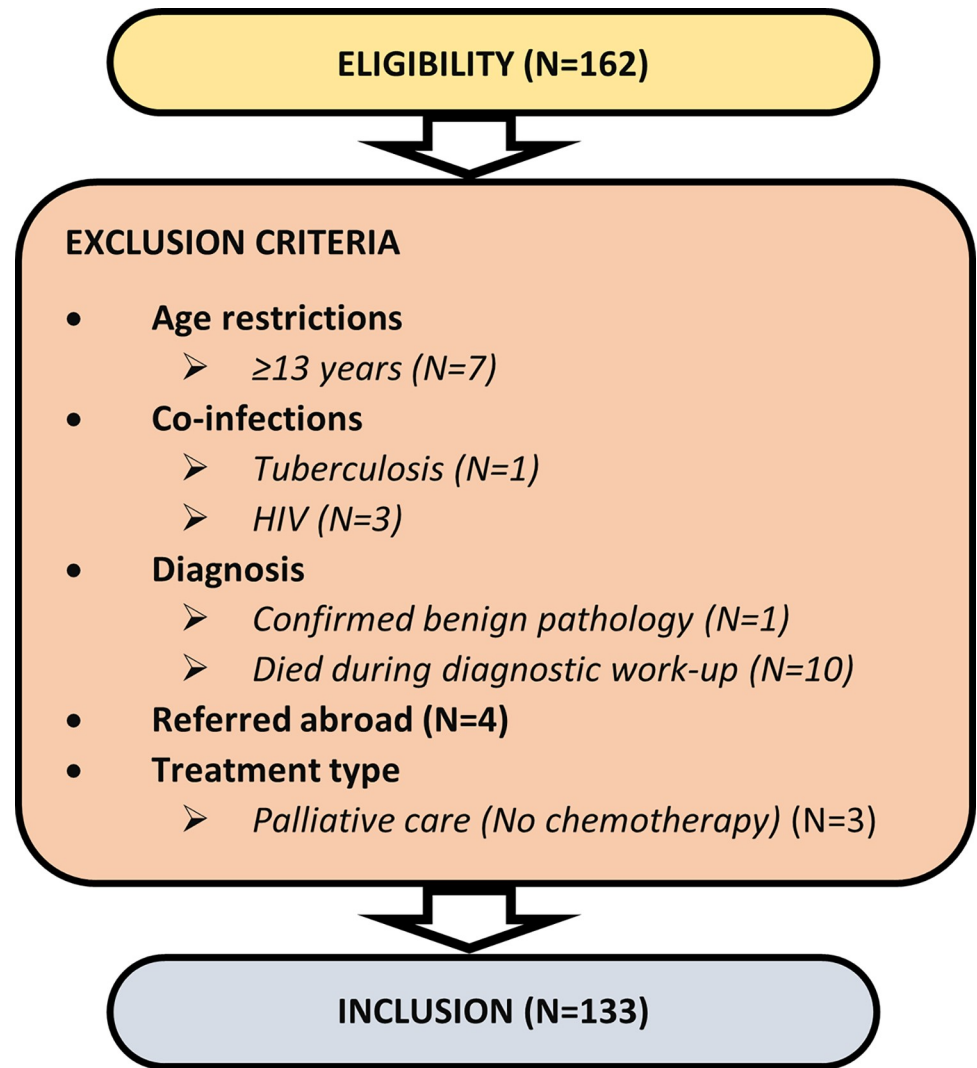 ELIGIBILITY (N=162)
EXCLUSION CRITERIA
• Age restrictions
➢ ≥13 years (N=7)
• Co-infections
➢ Tuberculosis (N=1)
➢ HIV (N=3)
• Diagnosis
➢ Confirmed benign pathology (N=1)
➢ Died during diagnostic work-up (N=10)
• Referred abroad (N=4)
• Treatment type
➢ Palliative care (No chemotherapy) (N=3)
INCLUSION (N=133)